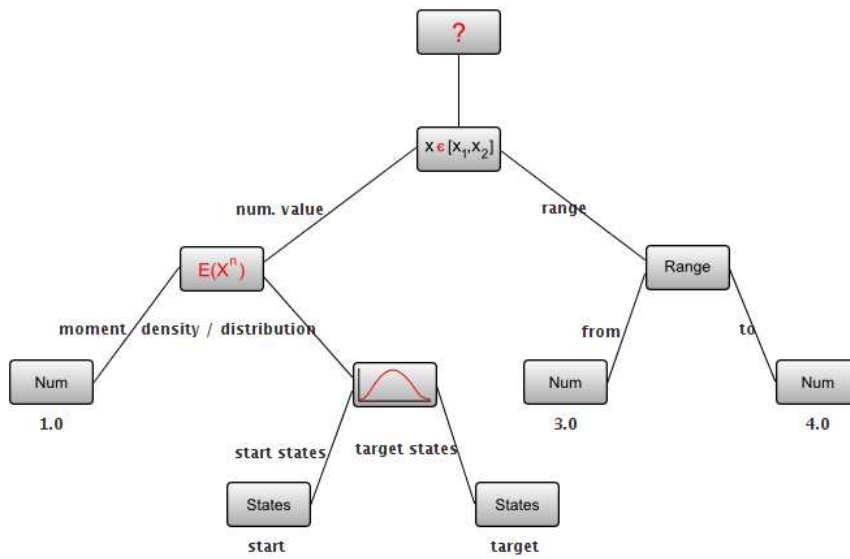 ?
x ϵ [x₁,x₂]
num. value
range
E(Xⁿ)
Range
moment
density / distribution
from
to
Num
Num
Num
1.0
3.0
4.0
start states
target states
States
States
start
target